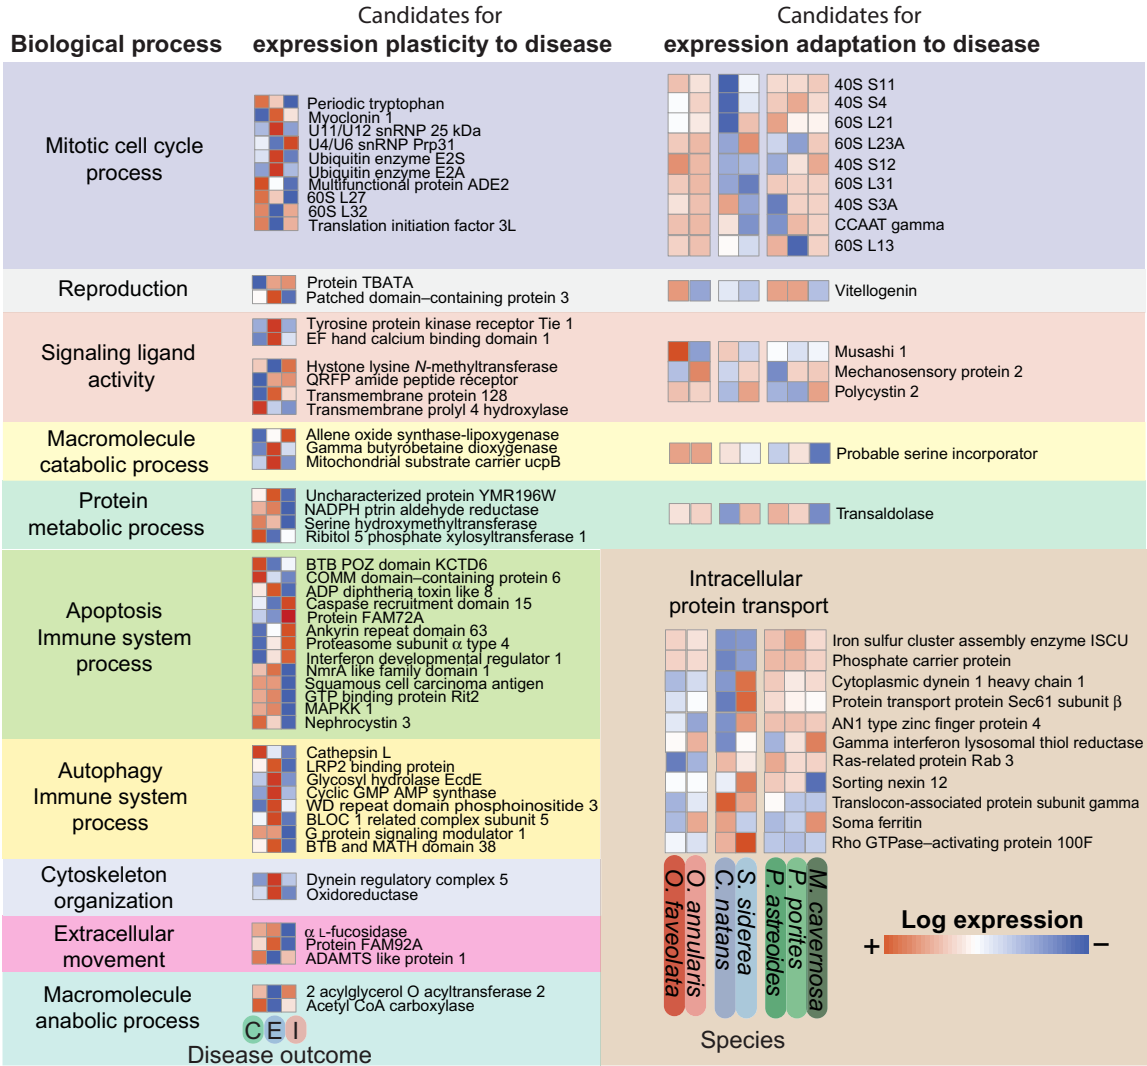 Candidates for
Candidates for
Biological process
expression plasticity to disease
expression adaptation to disease
Mitotic cell cycle
process
Periodic tryptophan
Myoclonin 1
U11/U12 snRNP 25 kDa
U4/U6 snRNP Prp31
Ubiquitin enzyme E2S
Ubiquitin enzyme E2A
Multifunctional protein ADE2
60S L27
60S L32
Translation initiation factor 3L
40S S11
40S S4
60S L21
60S L23A
40S S12
60S L31
40S S3A
CCAAT gamma
60S L13
Reproduction
Protein TBATA
Patched domain–containing protein 3
Vitellogenin
Signaling ligand
activity
Tyrosine protein kinase receptor Tie 1
EF hand calcium binding domain 1
Hystone lysine N-methyltransferase
QRFP amide peptide receptor
Transmembrane protein 128
Transmembrane prolyl 4 hydroxylase
Musashi 1
Mechanosensory protein 2
Polycystin 2
Macromolecule
catabolic process
Allene oxide synthase-lipoxygenase
Gamma butyrobetaine dioxygenase
Mitochondrial substrate carrier ucpB
Probable serine incorporator
Protein
metabolic process
Uncharacterized protein YMR196W
NADPH ptrin aldehyde reductase
Serine hydroxymethyltransferase
Ribitol 5 phosphate xylosyltransferase 1
Transaldolase
Apoptosis
Immune system
process
BTB POZ domain KCTD6
COMM domain–containing protein 6
ADP diphtheria toxin like 8
Caspase recruitment domain 15
Protein FAM72A
Ankyrin repeat domain 63
Proteasome subunit α type 4
Interferon developmental regulator 1
NmrA like family domain 1
Squamous cell carcinoma antigen
GTP binding protein Rit2
MAPKK 1
Nephrocystin 3
Autophagy
Immune system
process
Cathepsin L
LRP2 binding protein
Glycosyl hydrolase EcdE
Cyclic GMP AMP synthase
WD repeat domain phosphoinositide 3
BLOC 1 related complex subunit 5
G protein signaling modulator 1
BTB and MATH domain 38
Cytoskeleton
organization
Dynein regulatory complex 5
Oxidoreductase
Extracellular
movement
α L-fucosidase
Protein FAM92A
ADAMTS like protein 1
Macromolecule
anabolic process
2 acylglycerol O acyltransferase 2
Acetyl CoA carboxylase
C E I
Disease outcome
Intracellular
protein transport
Iron sulfur cluster assembly enzyme ISCU
Phosphate carrier protein
Cytoplasmic dynein 1 heavy chain 1
Protein transport protein Sec61 subunit β
AN1 type zinc finger protein 4
Gamma interferon lysosomal thiol reductase
Ras-related protein Rab 3
Sorting nexin 12
Translocon-associated protein subunit gamma
Soma ferritin
Rho GTPase–activating protein 100F
O. faveolata
O. annularis
C. natans
S. siderea
P. astreoides
P. porites
M. cavernosa
Species
Log expression
+ −